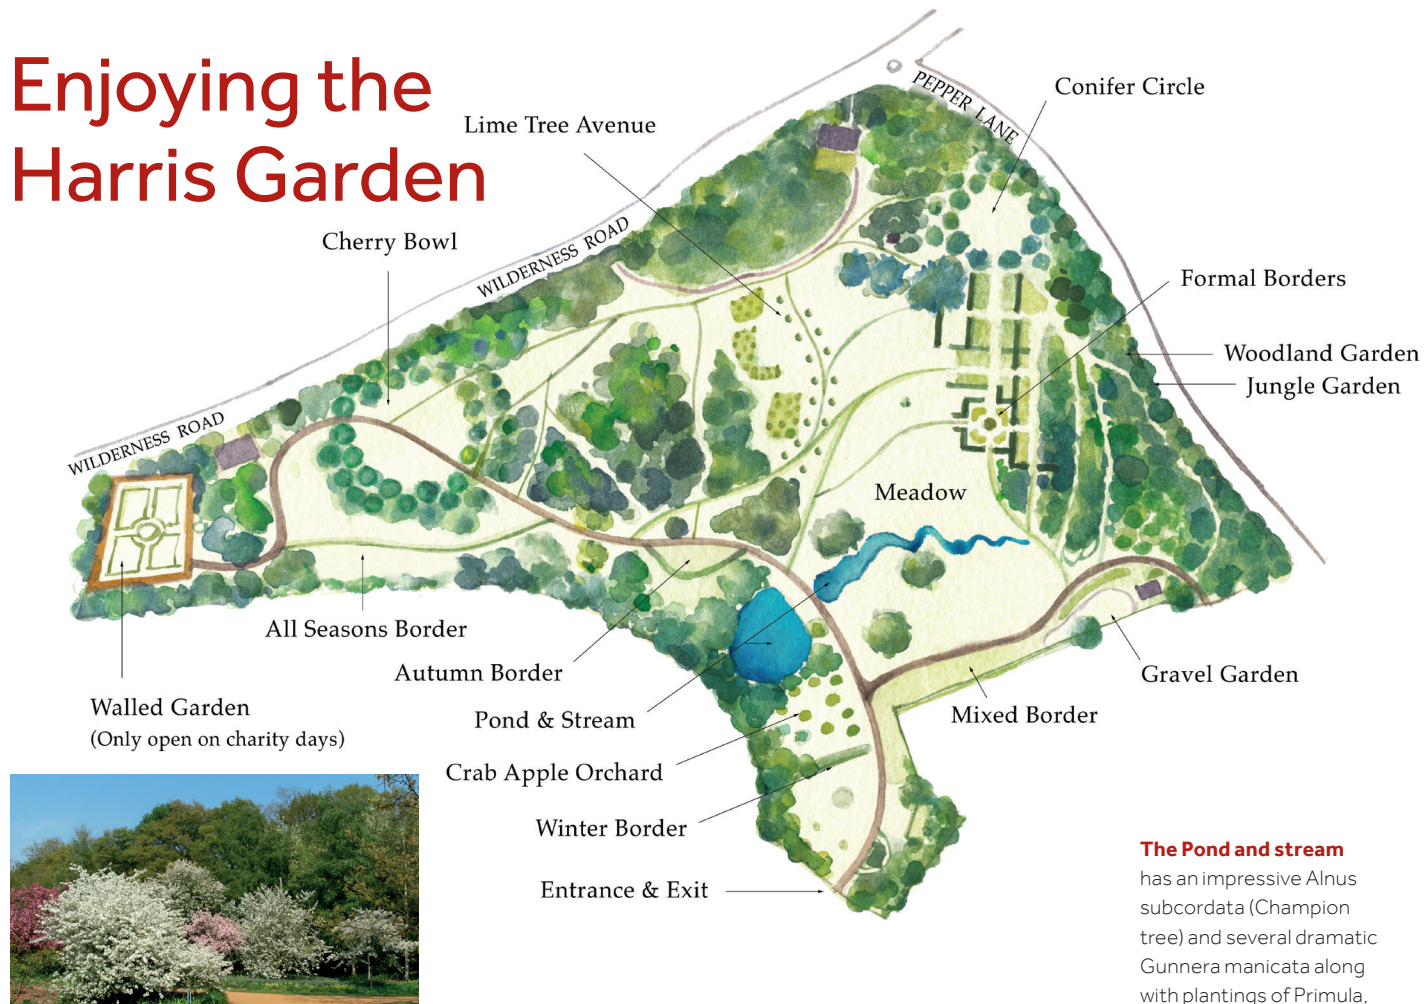 Enjoying the
Harris Garden
Lime Tree Avenue
PEPPER LANE
Conifer Circle
Cherry Bowl
WILDERNESS ROAD
Formal Borders
Woodland Garden
Jungle Garden
WILDERNESS ROAD
Meadow
All Seasons Border
Autumn Border
Walled Garden
(Only open on charity days)
Pond & Stream
Gravel Garden
Mixed Border
Crab Apple Orchard
Winter Border
Entrance & Exit
The Pond and stream
has an impressive Alnus
subcordata (Champion
tree) and several dramatic
Gunnera manicata along
with plantings of Primula,